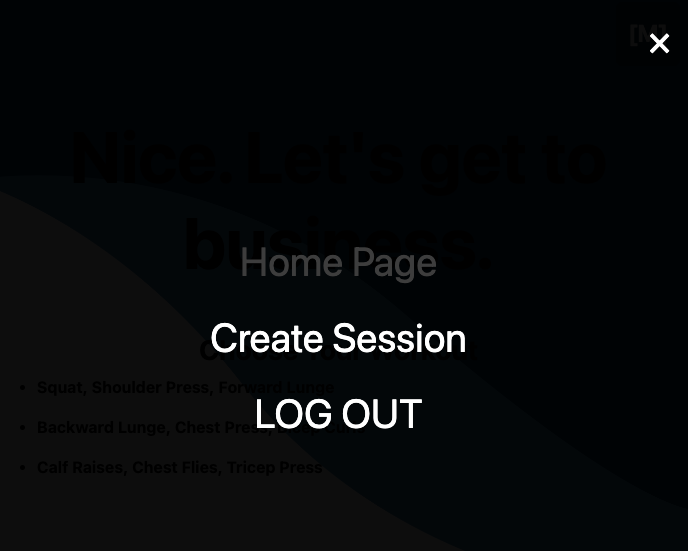 [M]
×
Nice. Let's get to
business.
Home Page
Create Session
• Squat, Shoulder Press, Forward Lunge
LOG OUT
• Backward Lunge, Chest Press,
• Calf Raises, Chest Flies, Tricep Press